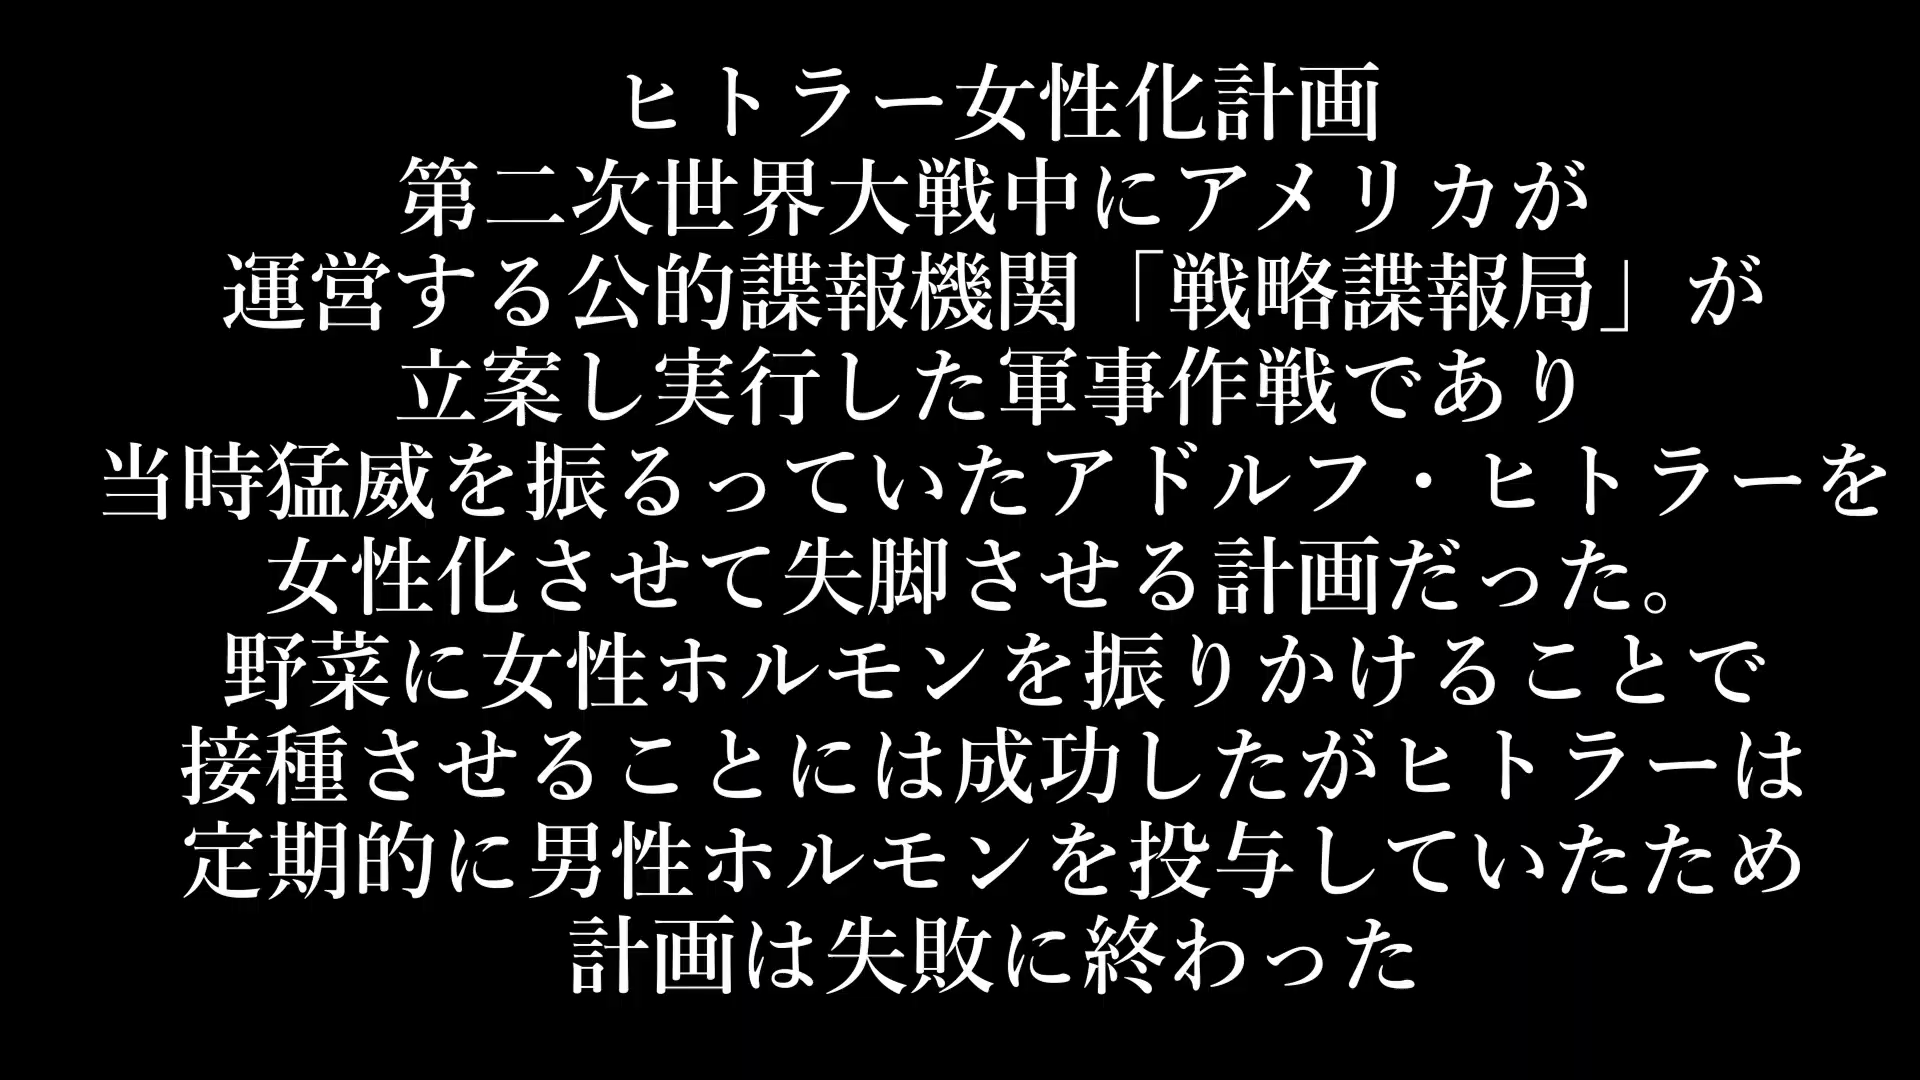 ヒトラー女性化計画
第二次世界大戦中にアメリカが
運営する公的諜報機関「戦略諜報局」が
立案し実行した軍事作戦であり
当時猛威を振るっていたアドルフ・ヒトラーを
女性化させて失脚させる計画だった。
野菜に女性ホルモンを振りかけることで
接種させることには成功したがヒトラーは
定期的に男性ホルモンを投与していたため
計画は失敗に終わった